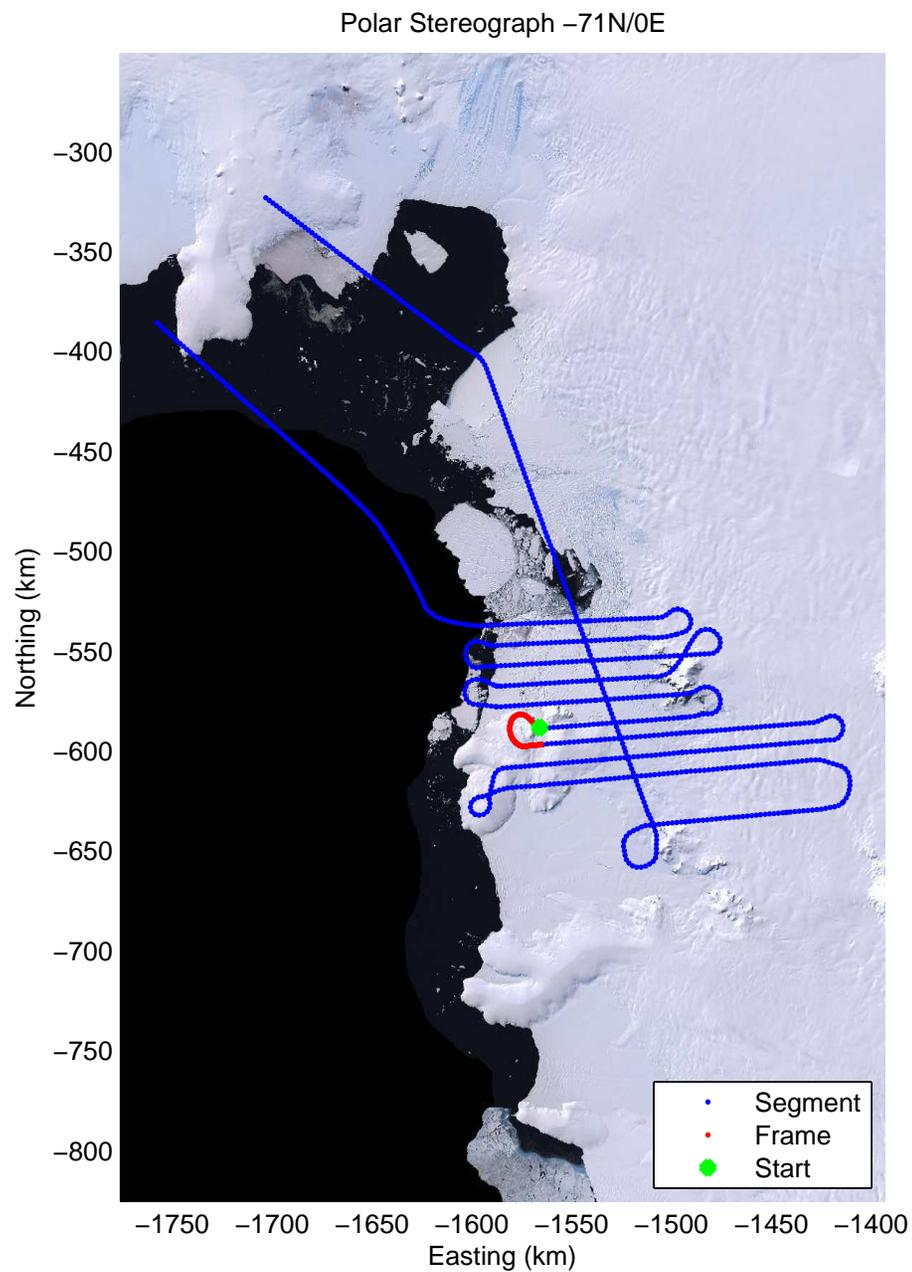 Polar Stereograph −71N/0E
−300
−350
−400
−450
−500
−550
−600
−650
−700
−750
−800
Northing (km)
Segment
Frame
Start
−1750 −1700 −1650 −1600 −1550 −1500 −1450 −1400
Easting (km)